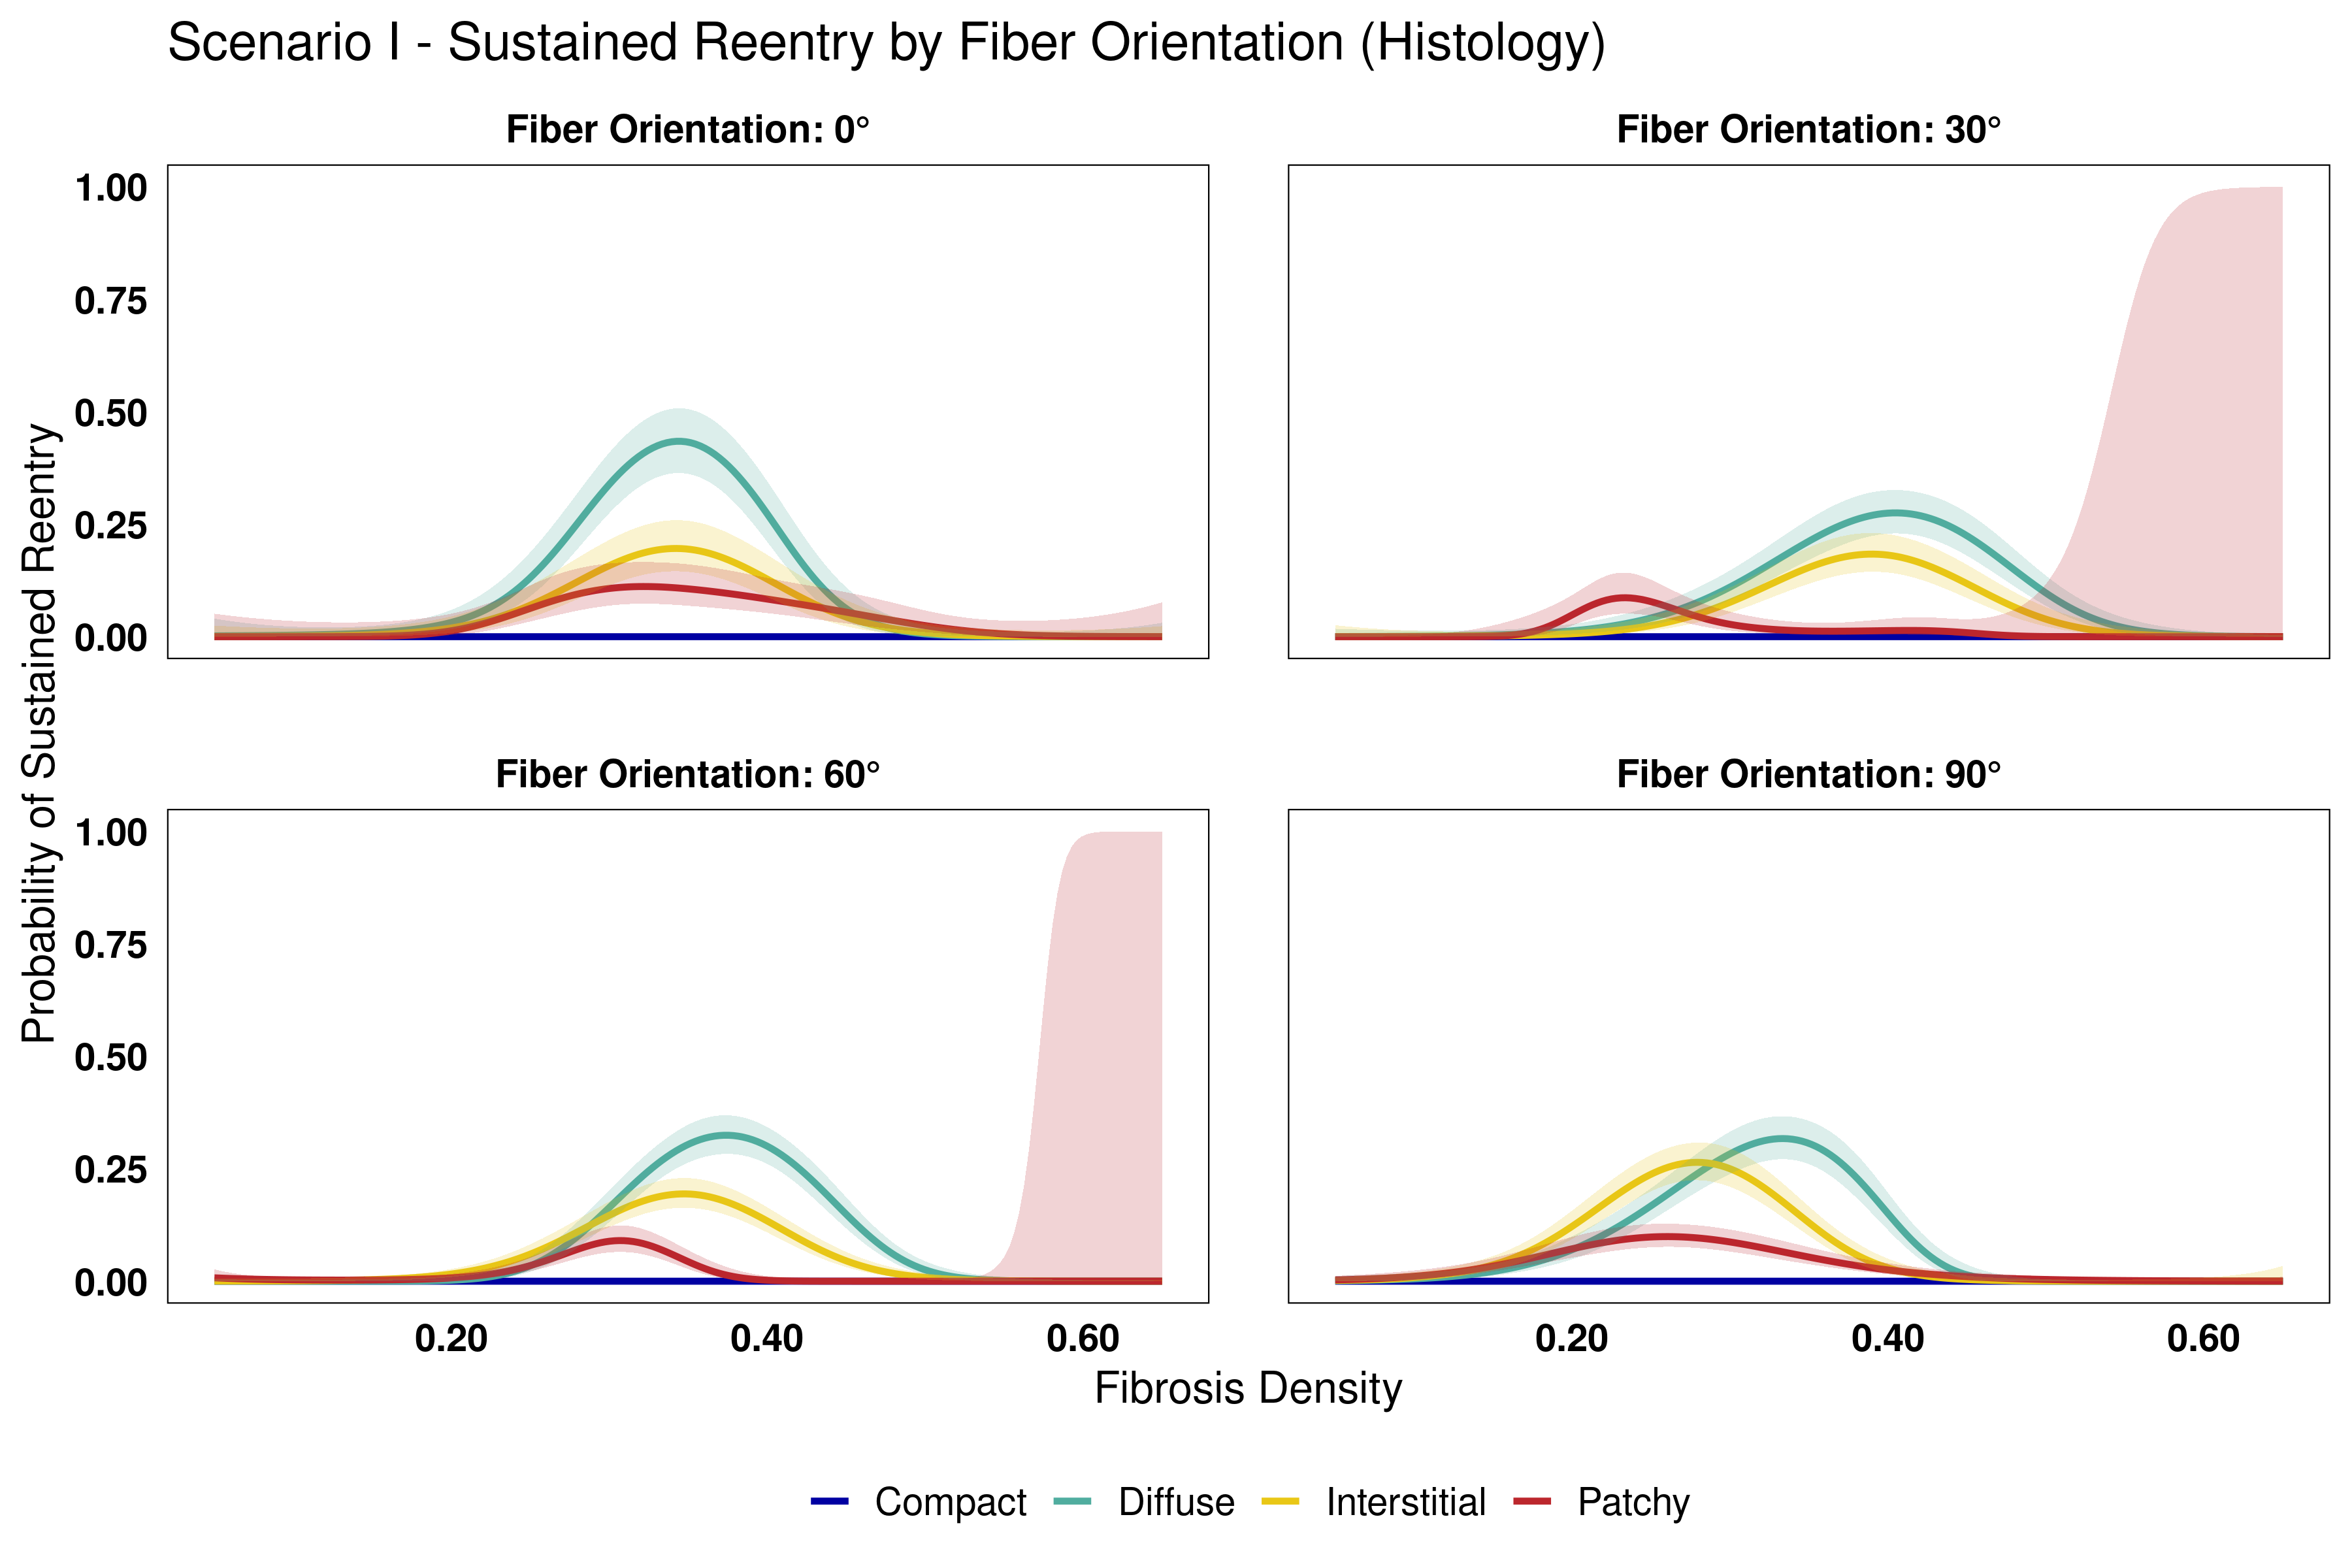 Scenario I - Sustained Reentry by Fiber Orientation (Histology)
Fiber Orientation: 0°
Fiber Orientation: 30°
1.00
0.75
0.50
0.25
0.00
Fiber Orientation: 60°
Fiber Orientation: 90°
1.00
0.75
0.50
0.25
0.00
Probability of Sustained Reentry
0.20 0.40 0.60
0.20 0.40 0.60
Fibrosis Density
Compact Diffuse Interstitial Patchy